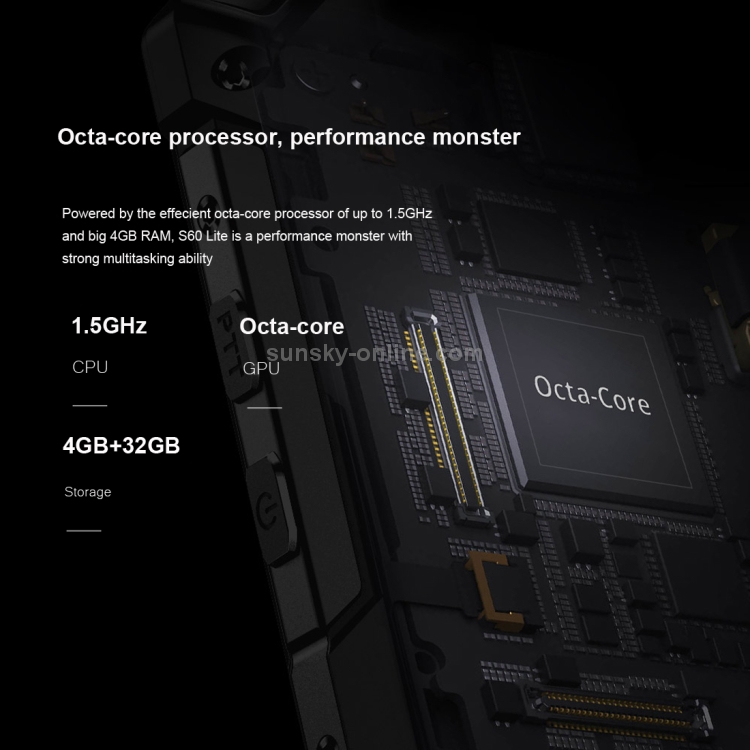 Octa-core processor, performance monster
Powered by the effecient octa-core processor of up to 1.5GHz
and big 4GB RAM, S60 Lite is a performance monster with
strong multitasking ability
1.5GHz
Octa-core
CPU
GPU
sunsky-online.com
4GB+32GB
Storage
PTT
Octa-Core